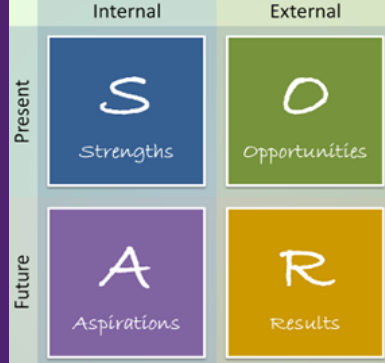 Internal External
Present
S O
Strengths Opportunities
Future
A R
Aspirations Results